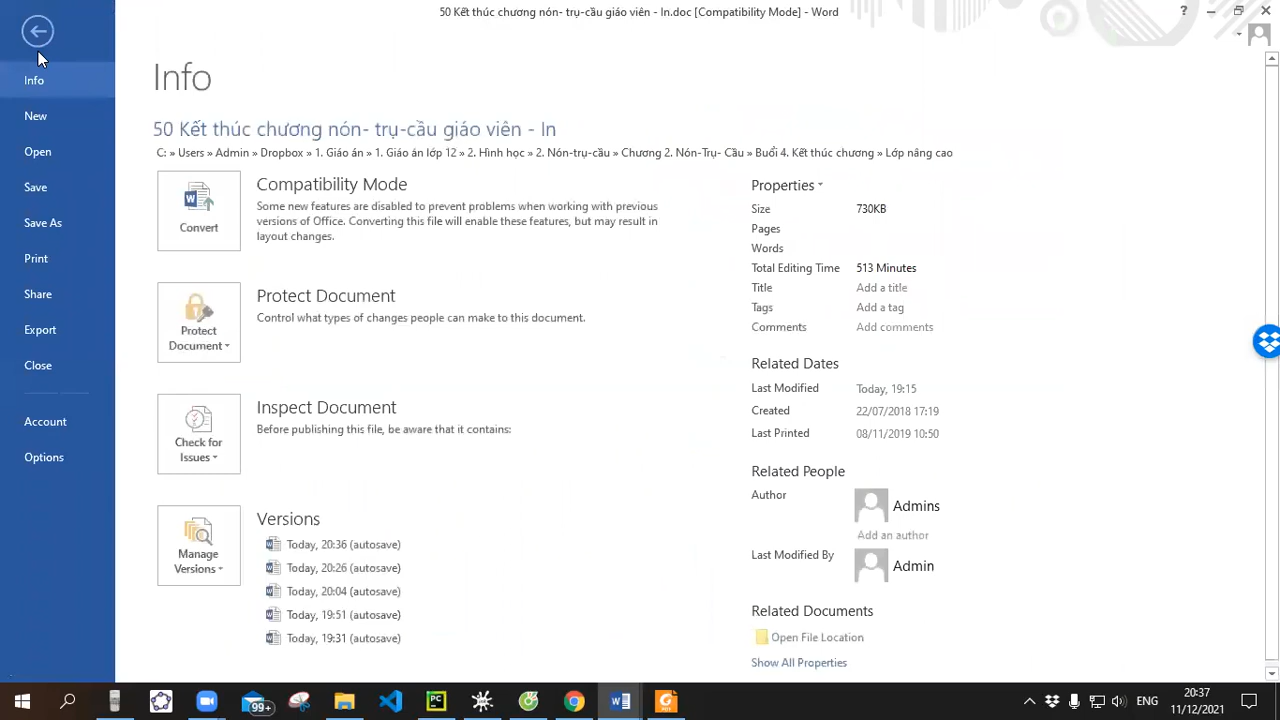 50 Kết thúc chương nón- trụ-cầu giáo viên - In.doc [Compatibility Mode] - Word
?
Info
New
Open
Save
Save As
Print
Share
Export
Close
Account
Options
Info
50 Kết thúc chương nón- trụ-cầu giáo viên - In
C: » Users » Admin » Dropbox » 1. Giáo án » 1. Giáo án lớp 12 » 2. Hình học » 2. Nón-trụ-cầu » Chương 2. Nón-Trụ- Cầu » Buổi 4. Kết thúc chương » Lớp nâng cao
Convert
Compatibility Mode
Some new features are disabled to prevent problems when working with previous
versions of Office. Converting this file will enable these features, but may result in
layout changes.
Protect
Document
Protect Document
Control what types of changes people can make to this document.
Check for
Issues
Inspect Document
Before publishing this file, be aware that it contains:
Manage
Versions
Versions
Today, 20:36 (autosave)
Today, 20:26 (autosave)
Today, 20:04 (autosave)
Today, 19:51 (autosave)
Today, 19:31 (autosave)
Properties
Size 730KB
Pages
Words
Total Editing Time 513 Minutes
Title Add a title
Tags Add a tag
Comments Add comments
Related Dates
Last Modified Today, 19:15
Created 22/07/2018 17:19
Last Printed 08/11/2019 10:50
Related People
Author Admins
Add an author
Last Modified By Admin
Related Documents
Open File Location
Show All Properties
99+
PC
ENG
20:37
11/12/2021